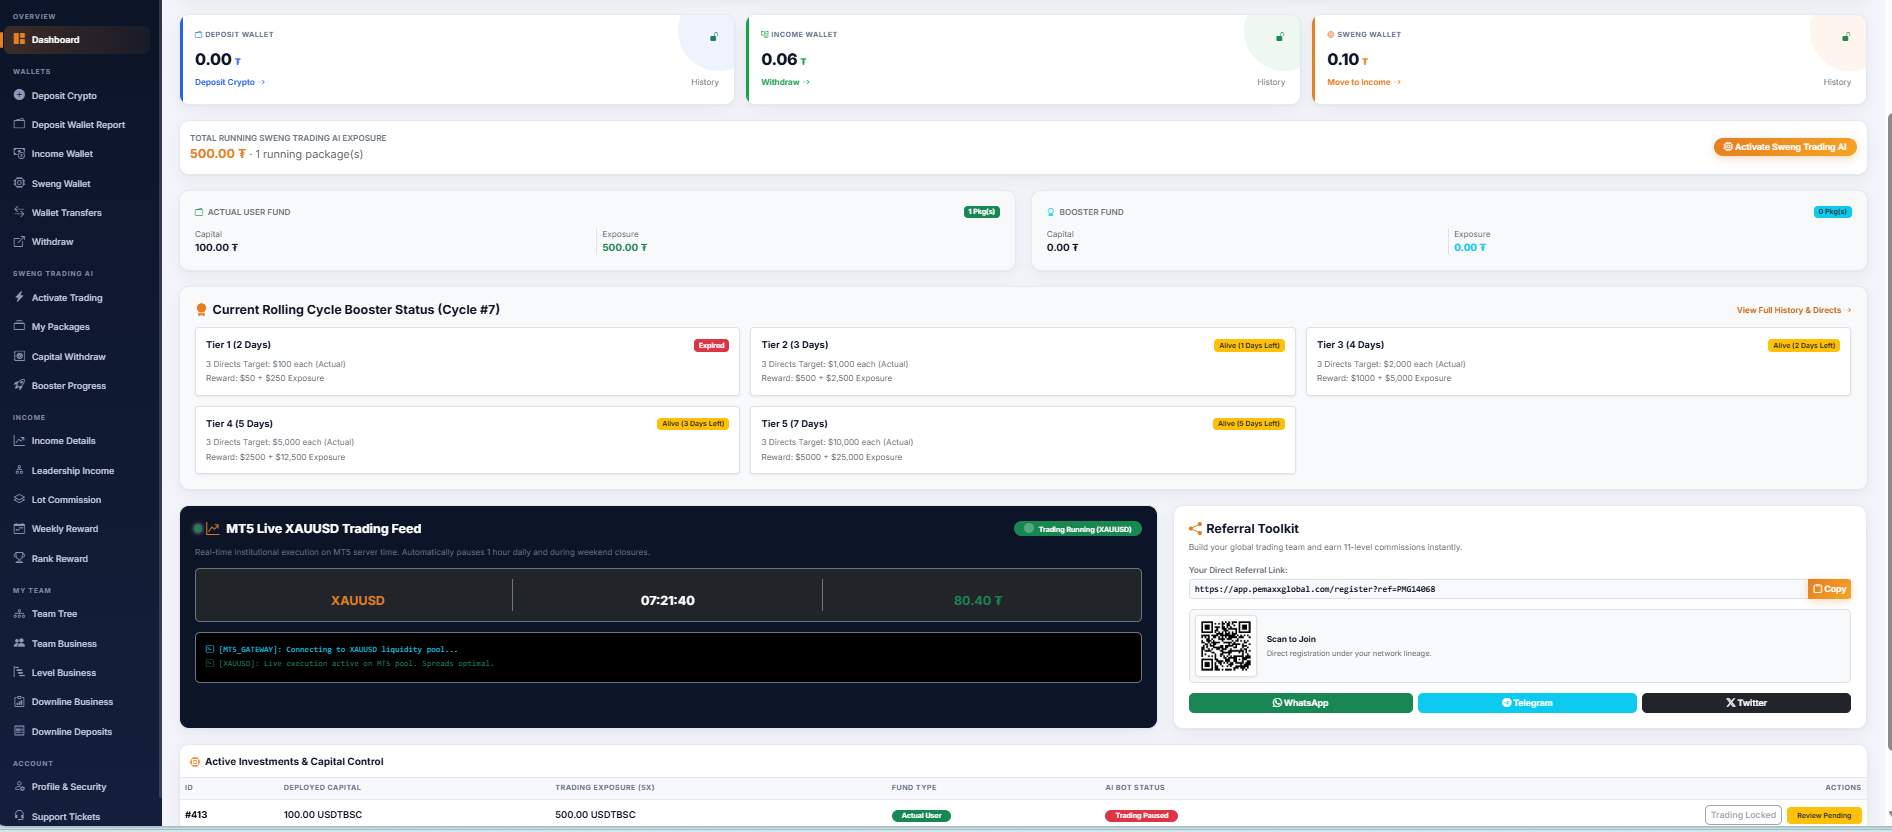 OVERVIEW
Dashboard
WALLETS
Deposit Crypto
Deposit Wallet Report
Income Wallet
Sweng Wallet
Wallet Transfers
Withdraw
SWENG TRADING AI
Activate Trading
My Packages
Capital Withdraw
Booster Progress
INCOME
Income Details
Leadership Income
Lot Commission
Weekly Reward
Rank Reward
MY TEAM
Team Tree
Team Business
Level Business
Downline Business
Downline Deposits
ACCOUNT
Profile & Security
Support Tickets
DEPOSIT WALLET
0.00 ₮
Deposit Crypto → History
INCOME WALLET
0.06 ₮
Withdraw → History
SWENG WALLET
0.10 ₮
Move to Income → History
TOTAL RUNNING SWENG TRADING AI EXPOSURE
500.00 ₮ · 1 running package(s)
Activate Sweng Trading AI
ACTUAL USER FUND 1 Pkg(s)
Capital Exposure
100.00 ₮ 500.00 ₮
BOOSTER FUND 0 Pkg(s)
Capital Exposure
0.00 ₮ 0.00 ₮
Current Rolling Cycle Booster Status (Cycle #7) View Full History & Directs →
Tier 1 (2 Days) Expired
3 Directs Target: $100 each (Actual)
Reward: $50 + $250 Exposure
Tier 2 (3 Days) Alive (1 Days Left)
3 Directs Target: $1,000 each (Actual)
Reward: $500 + $2,500 Exposure
Tier 3 (4 Days) Alive (2 Days Left)
3 Directs Target: $2,000 each (Actual)
Reward: $1000 + $5,000 Exposure
Tier 4 (5 Days) Alive (3 Days Left)
3 Directs Target: $5,000 each (Actual)
Reward: $2500 + $12,500 Exposure
Tier 5 (7 Days) Alive (5 Days Left)
3 Directs Target: $10,000 each (Actual)
Reward: $5000 + $25,000 Exposure
MT5 Live XAUUSD Trading Feed Trading Running (XAUUSD)
Real-time institutional execution on MT5 server time. Automatically pauses 1 hour daily and during weekend closures.
XAUUSD 07:21:40 80.40 ₮
[MT5_GATEWAY]: Connecting to XAUUSD liquidity pool...
[XAUUSD]: Live execution active on MT5 pool. Spreads optimal.
Referral Toolkit
Build your global trading team and earn 11-level commissions instantly.
Your Direct Referral Link:
https://app.pemaxxglobal.com/register?ref=PMG14068 Copy
Scan to Join
Direct registration under your network lineage.
WhatsApp Telegram Twitter
Active Investments & Capital Control
ID DEPLOYED CAPITAL TRADING EXPOSURE (5X) FUND TYPE AI BOT STATUS ACTIONS
#413 100.00 USDTBSC 500.00 USDTBSC Actual User Trading Paused Trading Locked Review Pending